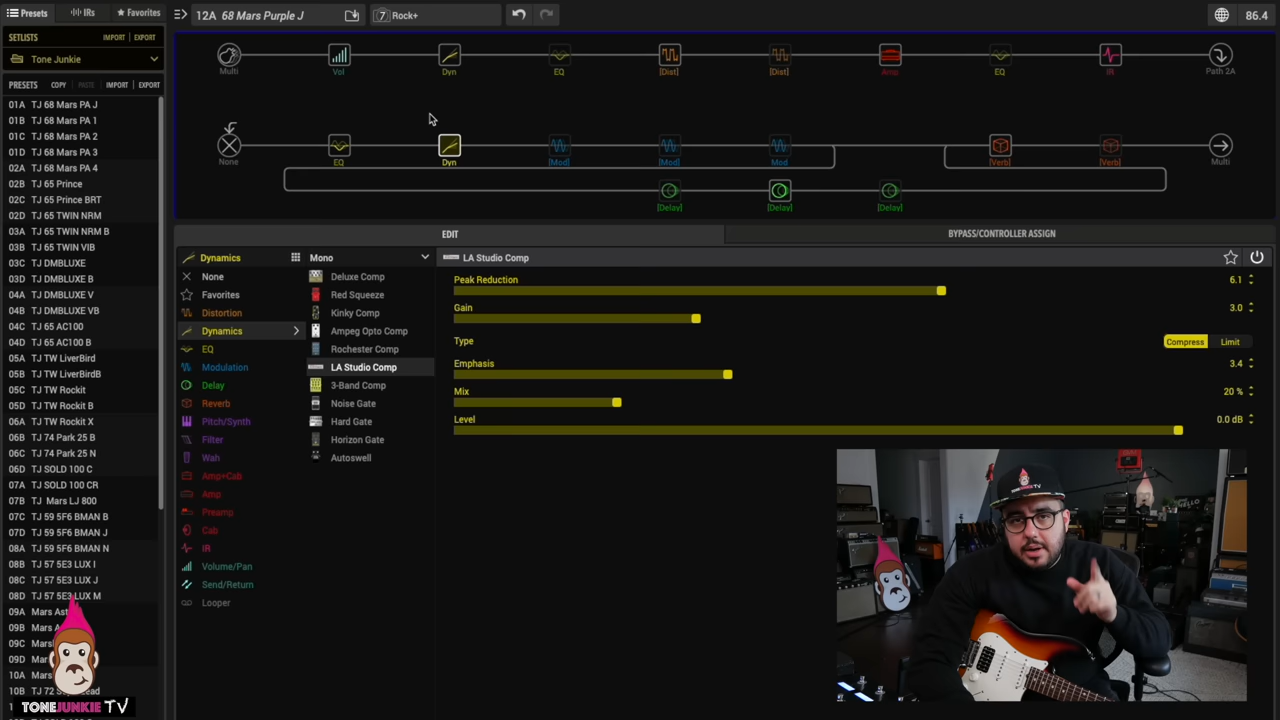 Presets IRs Favorites 12A 68 Mars Purple J 7 Rock+ 86.4
SETLISTS IMPORT EXPORT
Tone Junkie
PRESETS COPY PASTE IMPORT EXPORT
01A TJ 68 Mars PA J
01B TJ 68 Mars PA 1
01C TJ 68 Mars PA 2
01D TJ 68 Mars PA 3
02A TJ 68 Mars PA 4
02B TJ 65 Prince
02C TJ 65 Prince BRT
02D TJ 65 TWIN NRM
03A TJ 65 TWIN NRM B
03B TJ 65 TWIN VIB
03C TJ DMBLUXE
03D TJ DMBLUXE B
04A TJ DMBLUXE V
04B TJ DMBLUXE VB
04C TJ 65 AC100
04D TJ 65 AC100 B
05A TJ TW LiverBird
05B TJ TW LiverBirdB
05C TJ TW Rockit
05D TJ TW Rockit B
06A TJ TW Rockit X
06B TJ 74 Park 25 B
06C TJ 74 Park 25 N
06D TJ SOLD 100 C
07A TJ SOLD 100 CR
07B TJ Mars LJ 800
07C TJ 59 5F6 BMAN B
07D TJ 59 5F6 BMAN J
08A TJ 59 5F6 BMAN N
08B TJ 57 5E3 LUX I
08C TJ 57 5E3 LUX J
08D TJ 57 5E3 LUX M
09A Mars
09B Mars
09C
09D
10A
10B TJ 72
TONEJUNKIE TV
Multi Vol Dyn EQ [Dist] [Dist] Amp EQ IR Path 2A
None EQ Dyn [Mod] [Mod] Mod [Verb] [Verb] Multi
[Delay] [Delay] [Delay]
EDIT BYPASS/CONTROLLER ASSIGN
Dynamics Mono
None
Favorites
Distortion
Dynamics
EQ
Modulation
Delay
Reverb
Pitch/Synth
Filter
Wah
Amp+Cab
Amp
Preamp
Cab
IR
Volume/Pan
Send/Return
Looper
Deluxe Comp
Red Squeeze
Kinky Comp
Ampeg Opto Comp
Rochester Comp
LA Studio Comp
3-Band Comp
Noise Gate
Hard Gate
Horizon Gate
Autoswell
LA Studio Comp
Peak Reduction 6.1
Gain 3.0
Type Compress Limit
Emphasis 3.4
Mix 20 %
Level 0.0 dB
TONEJUNKIE TV